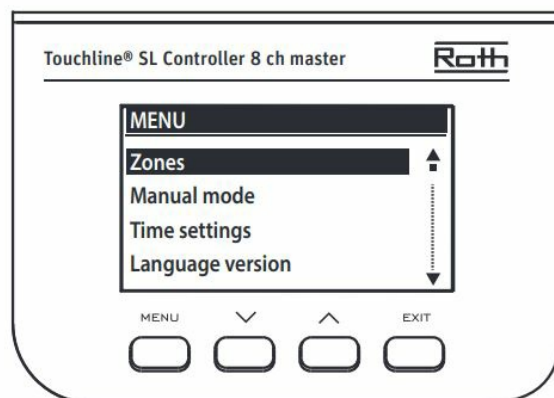 Touchline® SL Controller 8 ch master
Roth
MENU
Zones
Manual mode
Time settings
Language version
MENU
EXIT